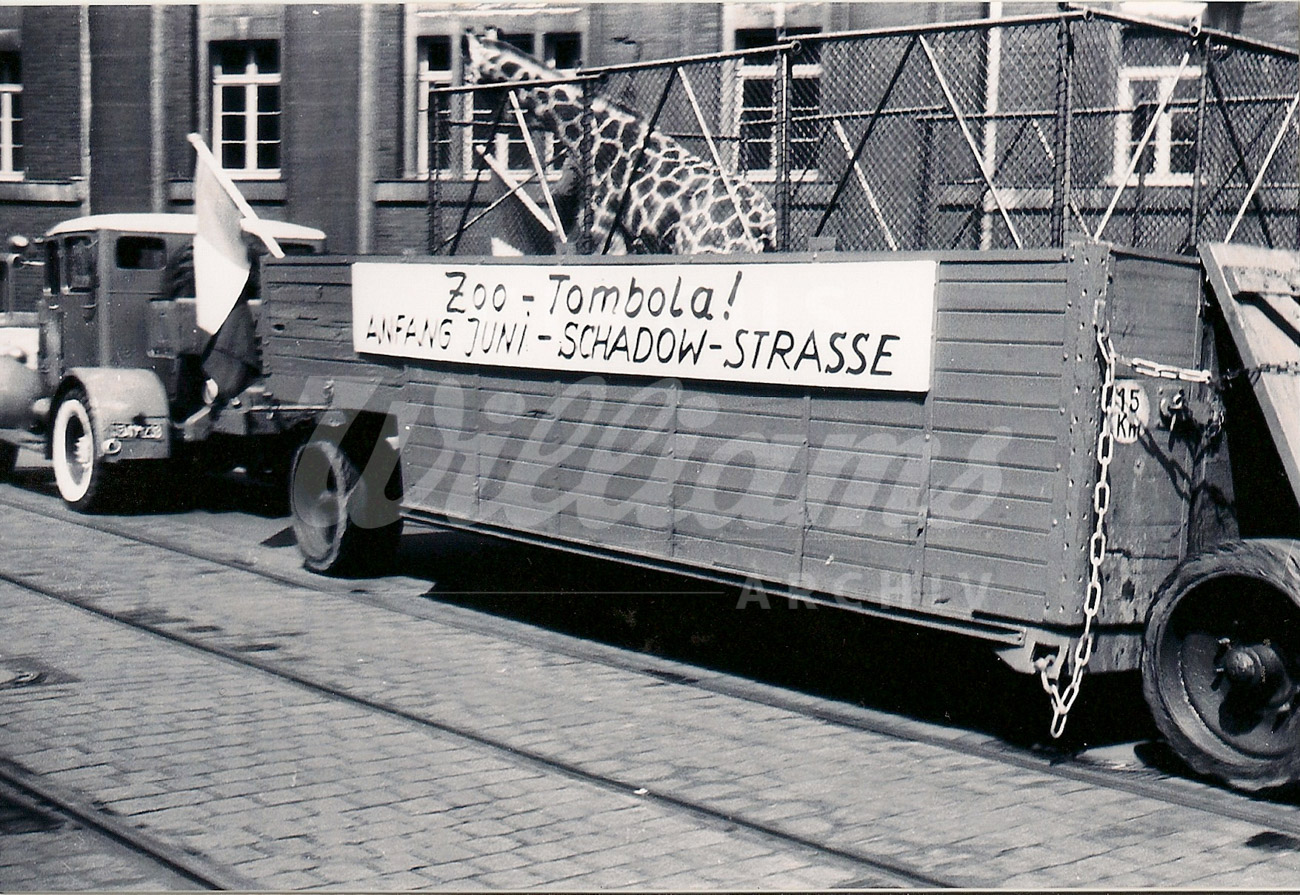 Zoo - Tombola!
ANFANG JUNI - SCHADOW-STRASSE
15
Km
Williams
ARCHIV